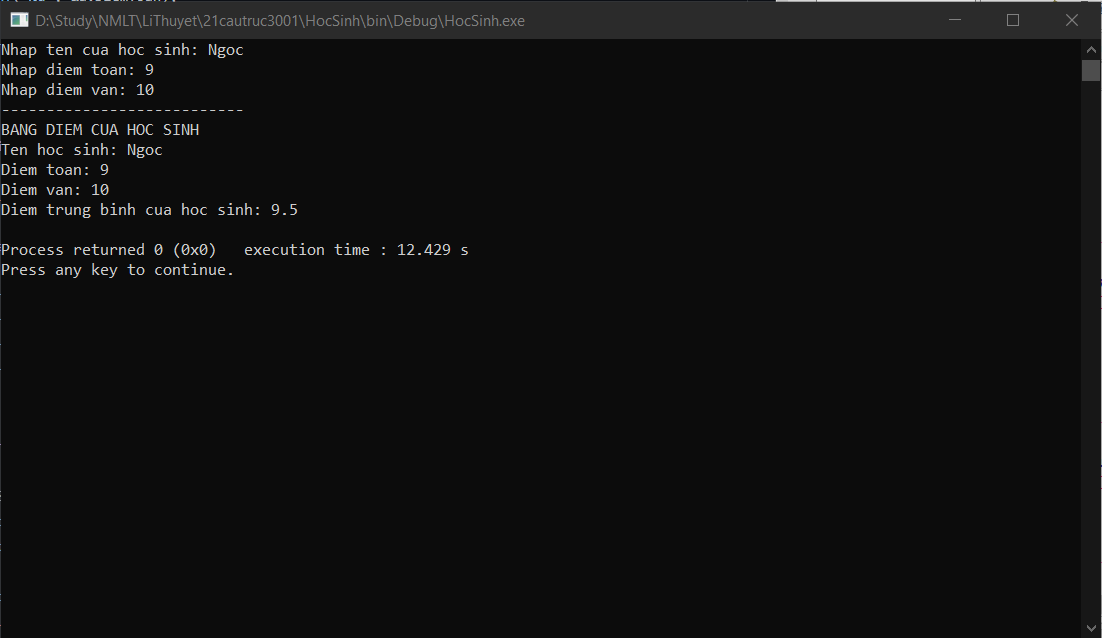 D:\Study\NMLT\LiThuyet\21cautruc3001\HocSinh\bin\Debug\HocSinh.exe
Nhap ten cua hoc sinh: Ngoc
Nhap diem toan: 9
Nhap diem van: 10
---------------------------
BANG DIEM CUA HOC SINH
Ten hoc sinh: Ngoc
Diem toan: 9
Diem van: 10
Diem trung binh cua hoc sinh: 9.5
Process returned 0 (0x0)   execution time : 12.429 s
Press any key to continue.